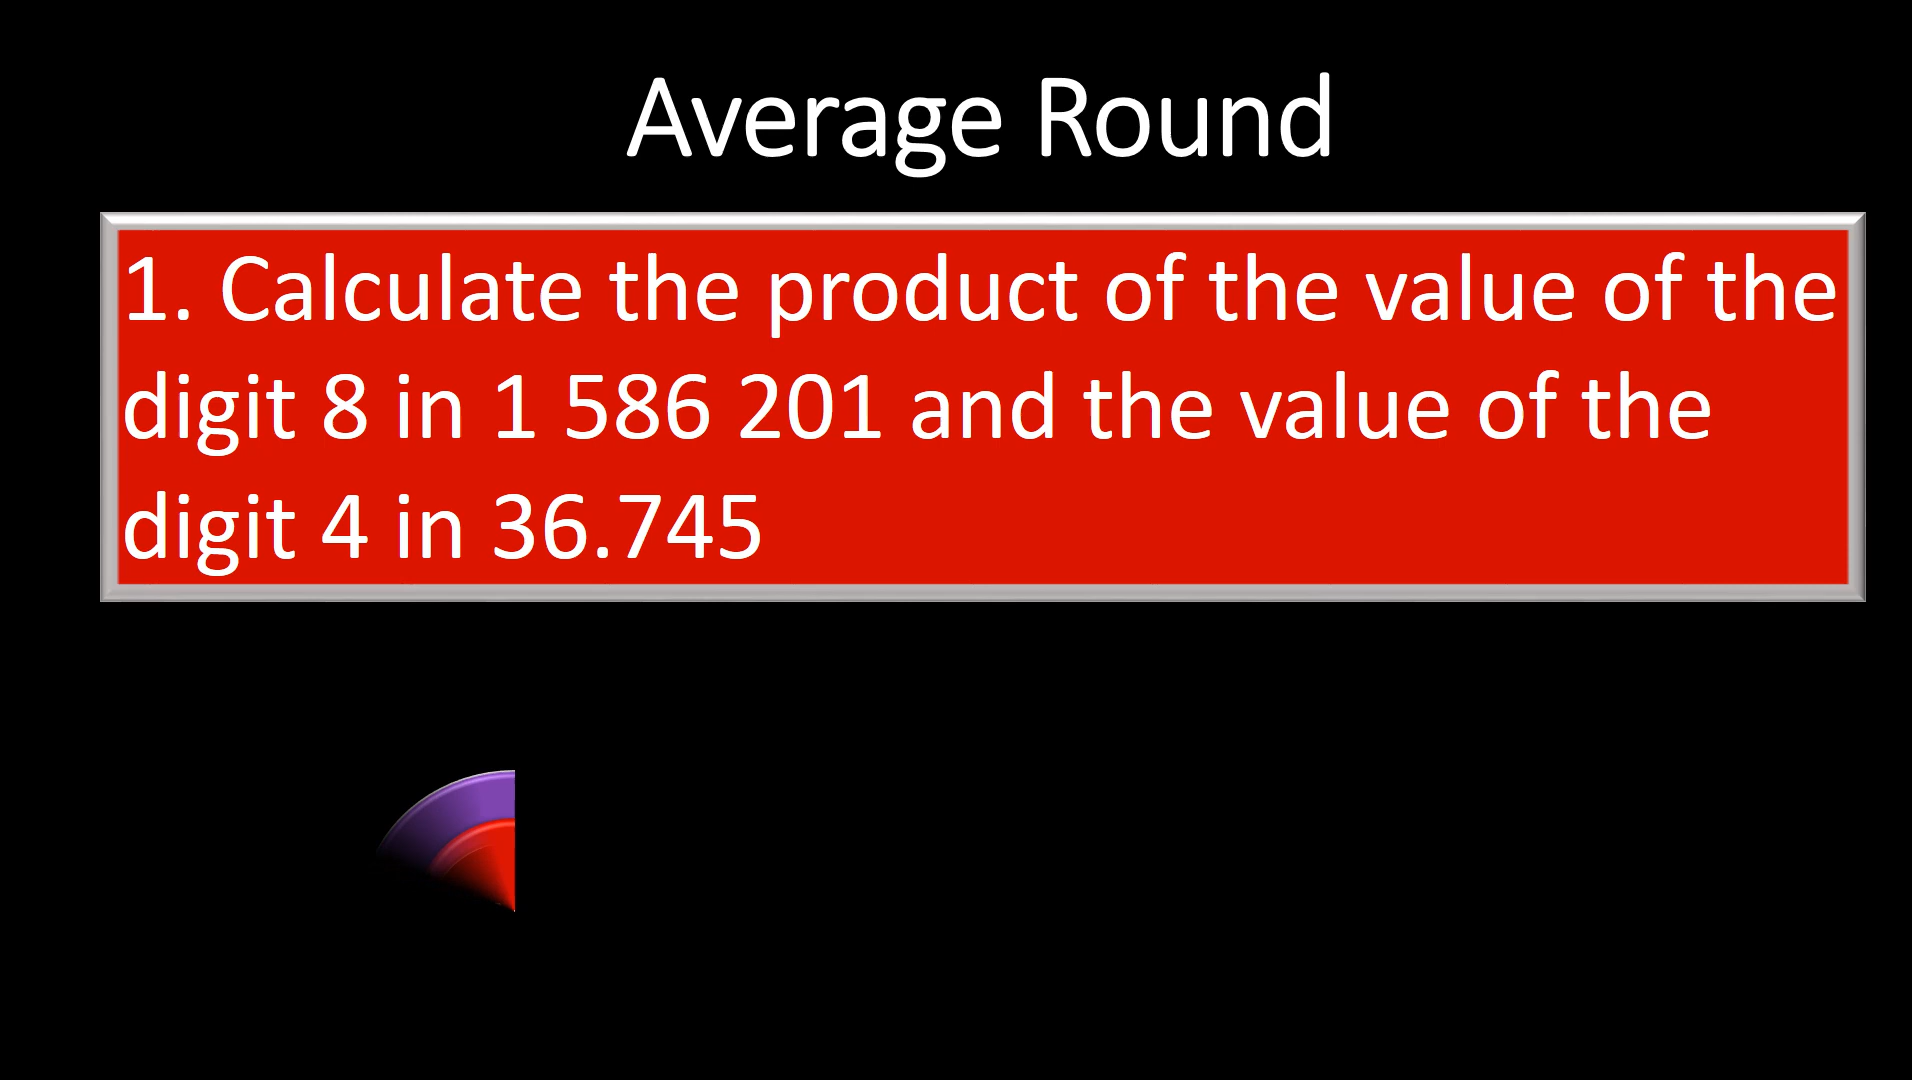 Average Round
1. Calculate the product of the value of the
digit 8 in 1 586 201 and the value of the
digit 4 in 36.745